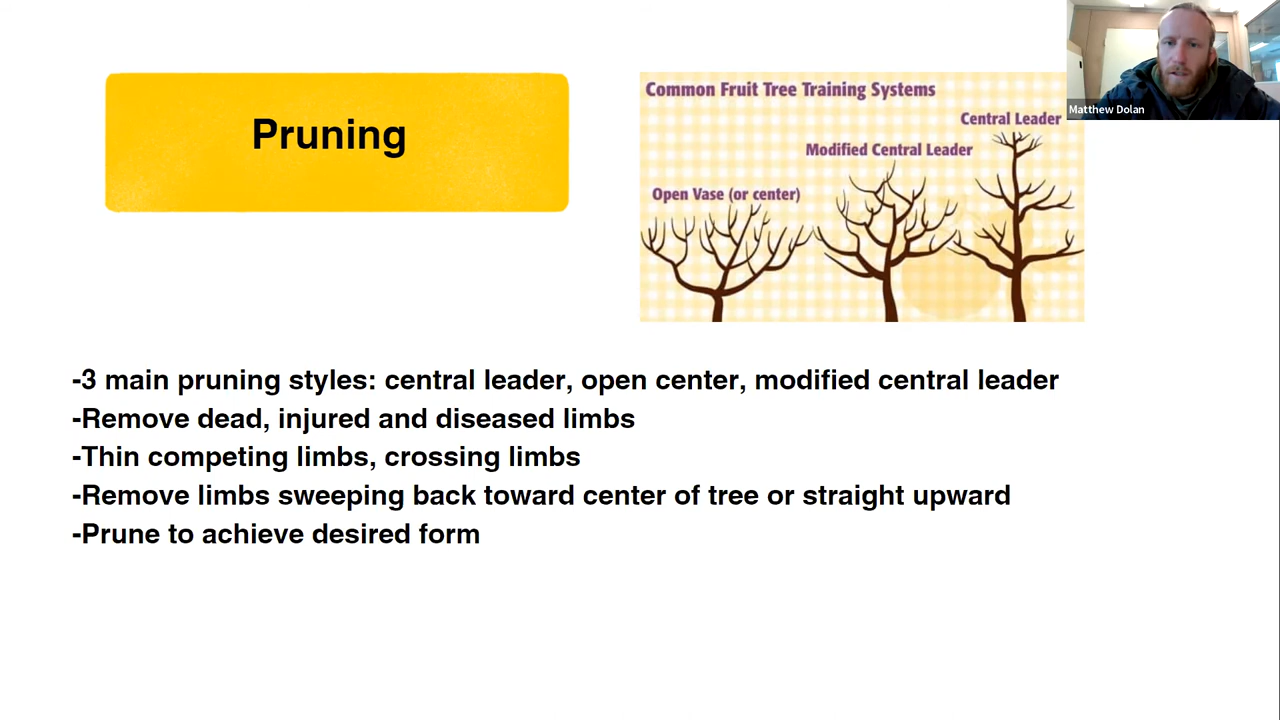 Pruning
Common Fruit Tree Training Systems
Central Leader
Modified Central Leader
Open Vase (or center)
Matthew Dolan
-3 main pruning styles: central leader, open center, modified central leader
-Remove dead, injured and diseased limbs
-Thin competing limbs, crossing limbs
-Remove limbs sweeping back toward center of tree or straight upward
-Prune to achieve desired form